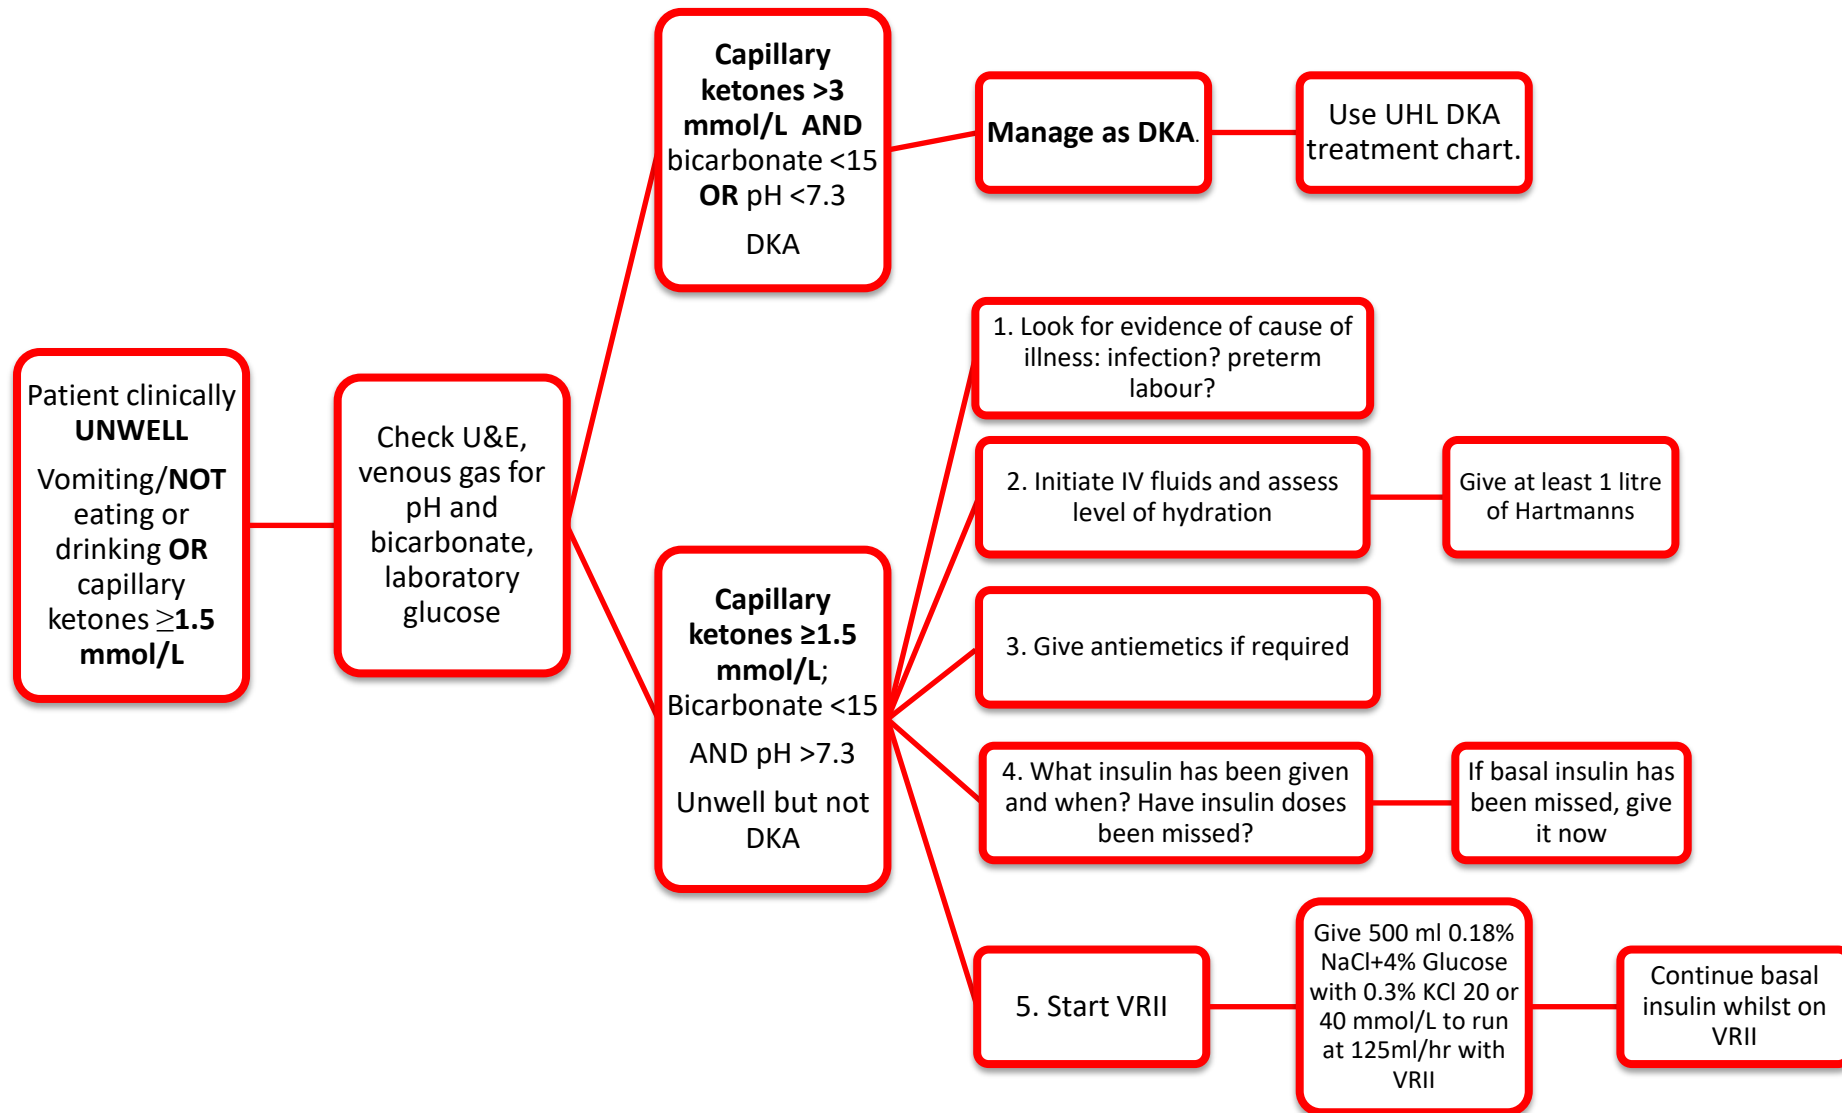 Patient clinically
UNWELL
Vomiting/NOT
eating or
drinking OR
capillary
ketones ≥1.5
mmol/L
Check U&E,
venous gas for
pH and
bicarbonate,
laboratory
glucose
Capillary
ketones >3
mmol/L AND
bicarbonate <15
OR pH <7.3
DKA
Manage as DKA.
Use UHL DKA
treatment chart.
Capillary
ketones ≥1.5
mmol/L;
Bicarbonate <15
AND pH >7.3
Unwell but not
DKA
1. Look for evidence of cause of
illness: infection? preterm
labour?
2. Initiate IV fluids and assess
level of hydration
Give at least 1 litre
of Hartmanns
3. Give antiemetics if required
4. What insulin has been given
and when? Have insulin doses
been missed?
If basal insulin has
been missed, give
it now
5. Start VRII
Give 500 ml 0.18%
NaCl+4% Glucose
with 0.3% KCl 20 or
40 mmol/L to run
at 125ml/hr with
VRII
Continue basal
insulin whilst on
VRII